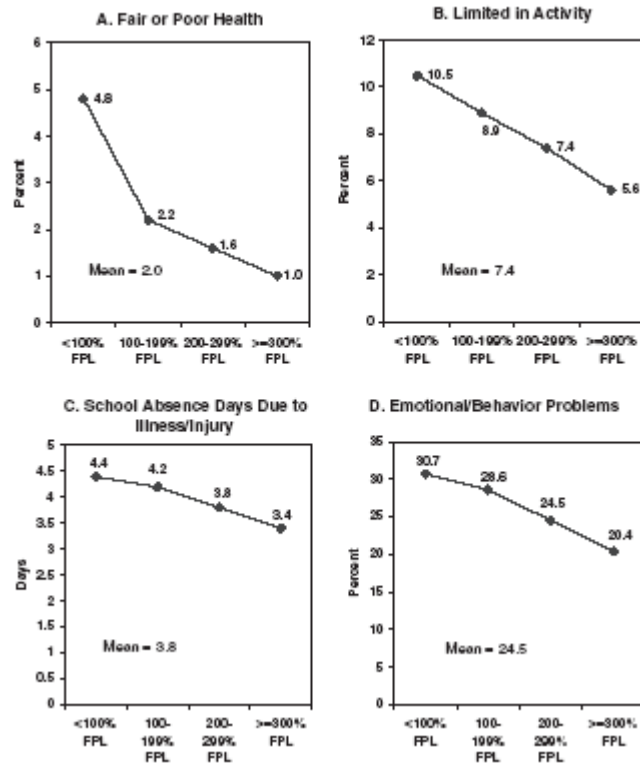 A. Fair or Poor Health
6
5
4
3
2
1
0
Percent
4.8
2.2
1.6
1.0
Mean = 2.0
<100% FPL
100-199% FPL
200-299% FPL
>=300% FPL
B. Limited in Activity
12
10
8
6
4
2
0
Percent
10.5
8.9
7.4
5.6
Mean = 7.4
<100% FPL
100-199% FPL
200-299% FPL
>=300% FPL
C. School Absence Days Due to
Illness/Injury
5
4.5
4
3.5
3
2.5
2
1.5
1
0.5
0
Days
4.4
4.2
3.8
3.4
Mean = 3.8
<100% FPL
100-199% FPL
200-299% FPL
>=300% FPL
D. Emotional/Behavior Problems
35
30
25
20
15
10
5
0
Percent
30.7
28.6
24.5
20.4
Mean = 24.5
<100% FPL
100-199% FPL
200-299% FPL
>=300% FPL